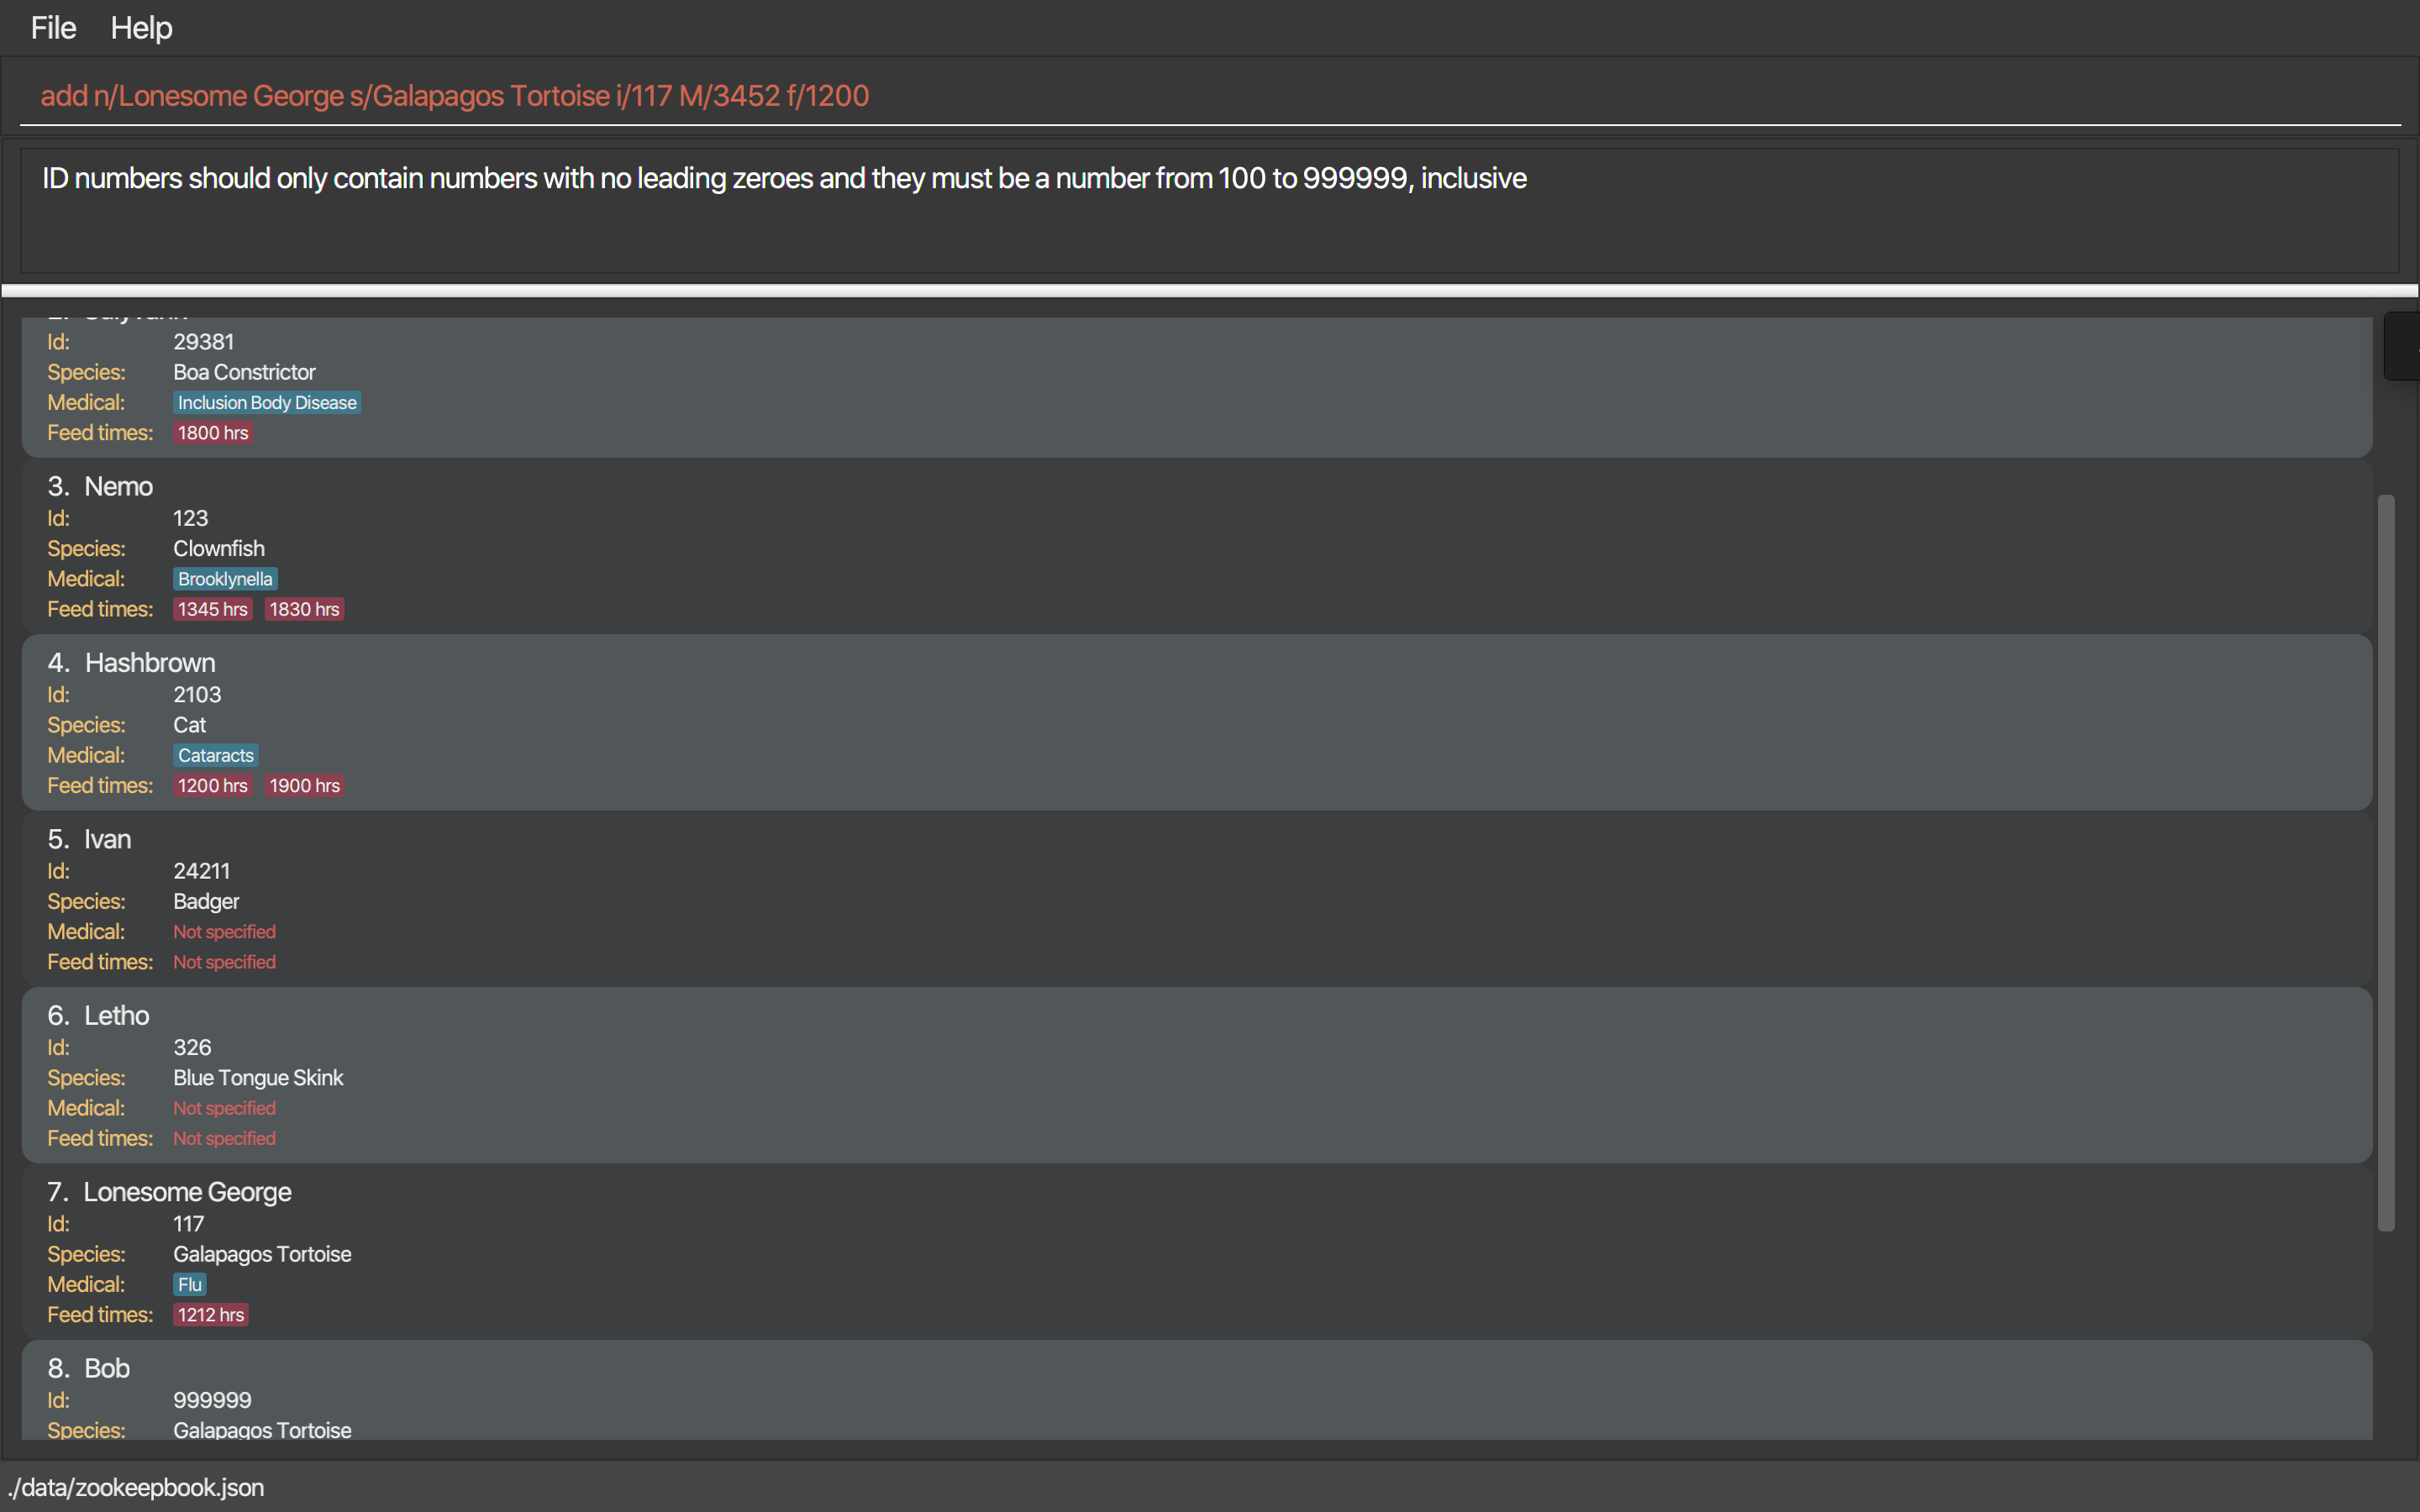 File Help
add n/Lonesome George s/Galapagos Tortoise i/117 M/3452 f/1200
ID numbers should only contain numbers with no leading zeroes and they must be a number from 100 to 999999, inclusive
Id: 29381
Species: Boa Constrictor
Medical: Inclusion Body Disease
Feed times: 1800 hrs
3. Nemo
Id: 123
Species: Clownfish
Medical: Brooklynella
Feed times: 1345 hrs 1830 hrs
4. Hashbrown
Id: 2103
Species: Cat
Medical: Cataracts
Feed times: 1200 hrs 1900 hrs
5. Ivan
Id: 24211
Species: Badger
Medical: Not specified
Feed times: Not specified
6. Letho
Id: 326
Species: Blue Tongue Skink
Medical: Not specified
Feed times: Not specified
7. Lonesome George
Id: 117
Species: Galapagos Tortoise
Medical: Flu
Feed times: 1212 hrs
8. Bob
Id: 999999
Species: Galapagos Tortoise
./data/zookeepbook.json